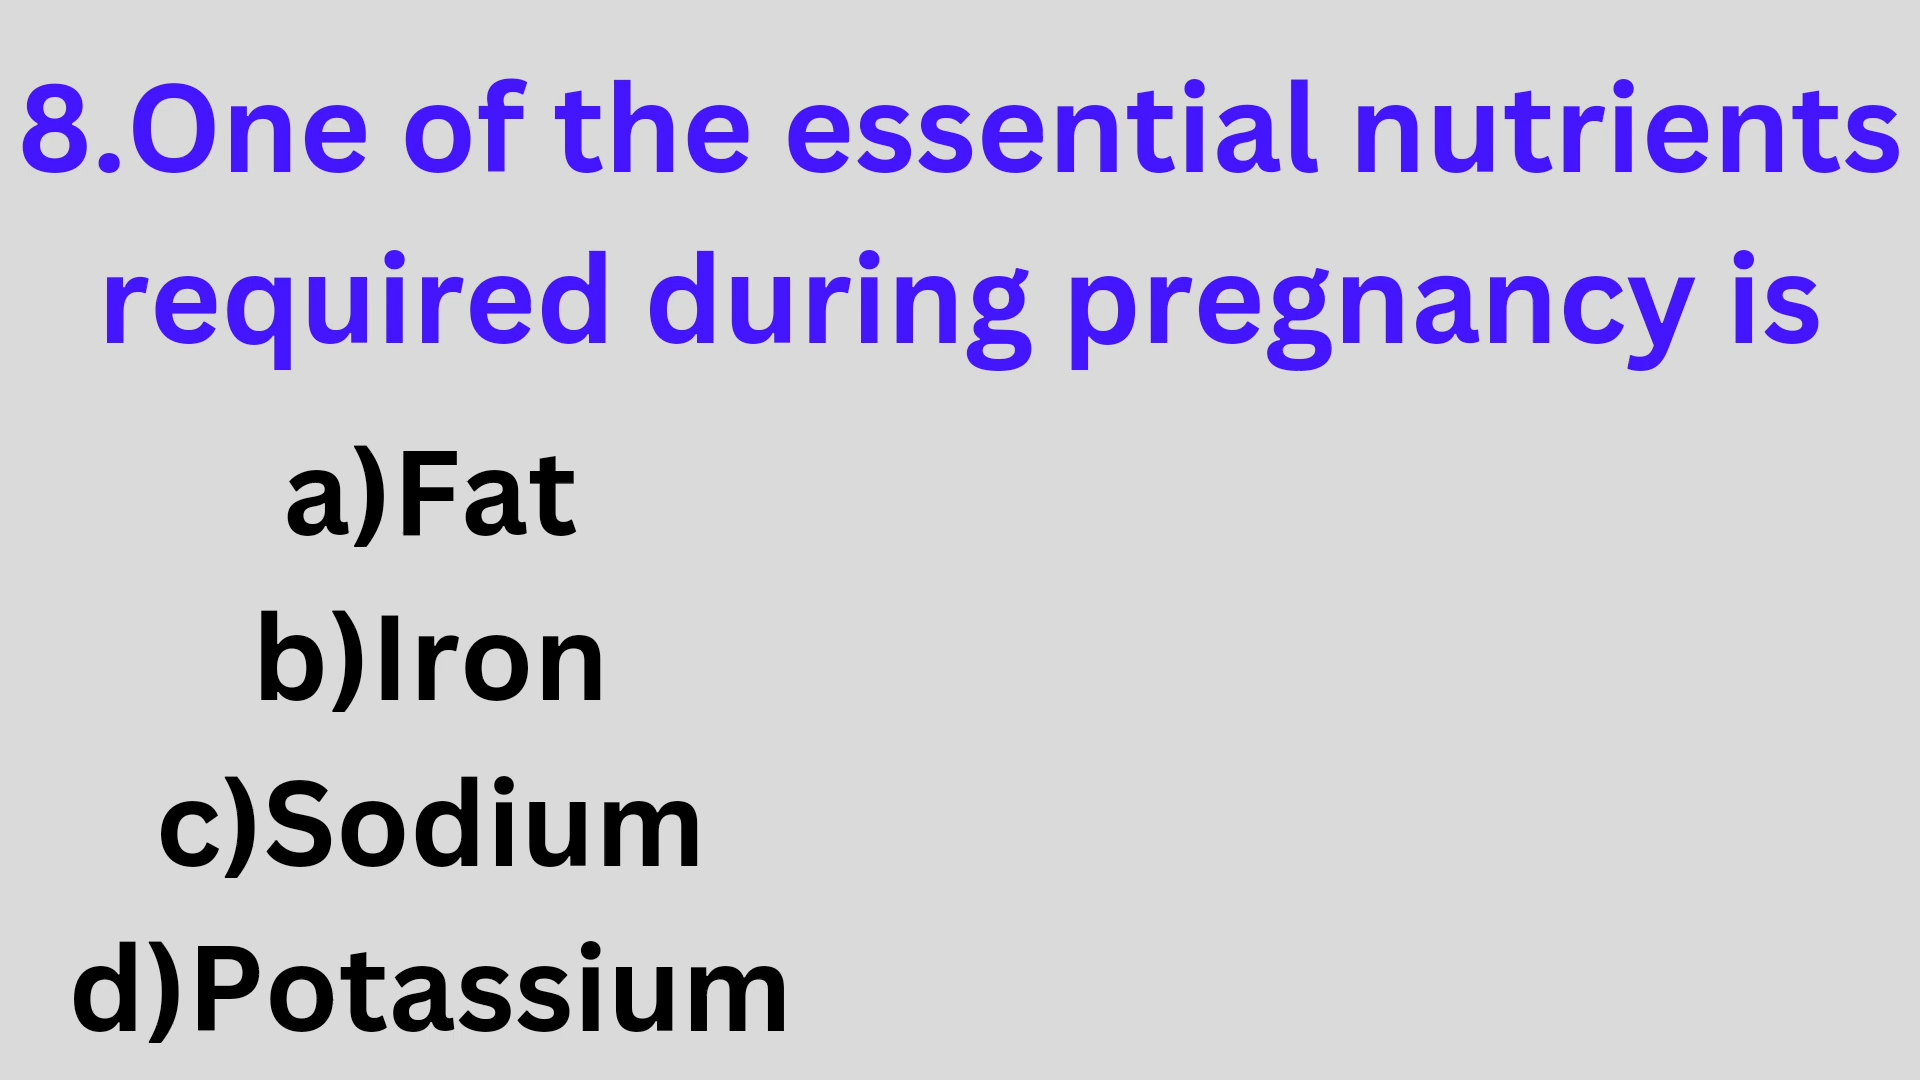 8.One of the essential nutrients
required during pregnancy is
a)Fat
b)Iron
c)Sodium
d)Potassium